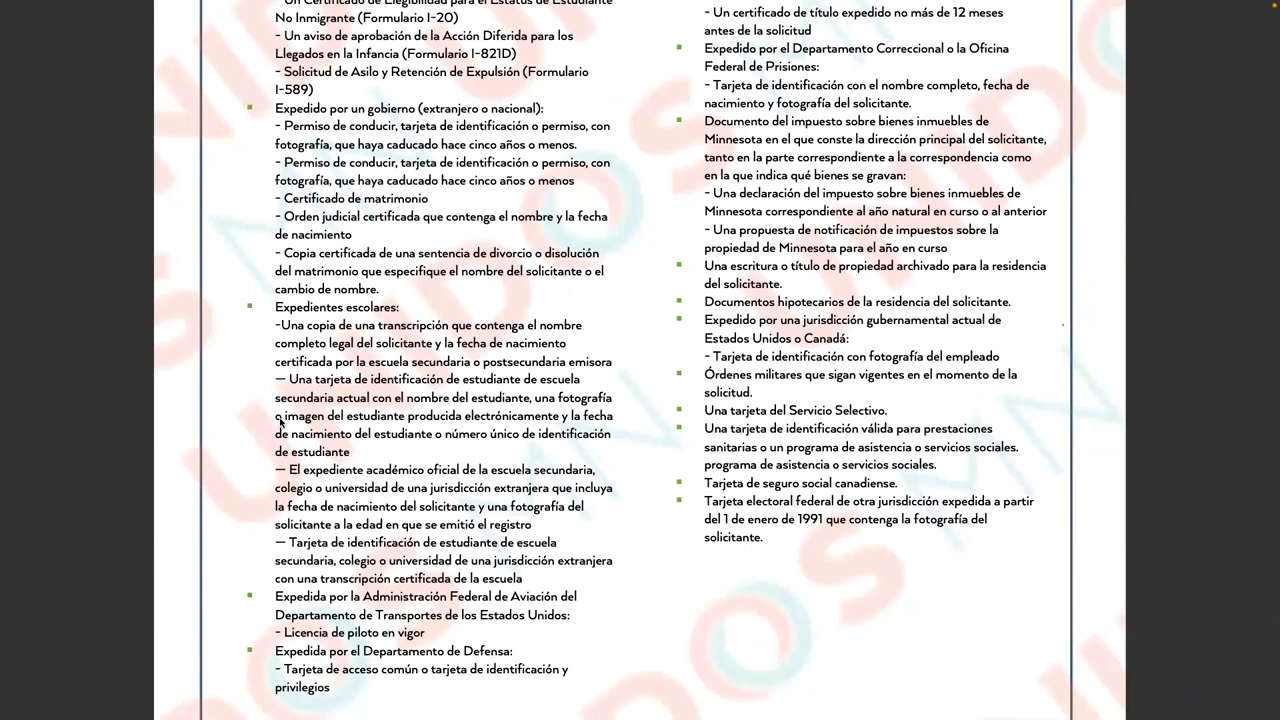 - Un Certificado de Elegibilidad para el Estatus de Estudiante
No Inmigrante (Formulario I-20)
- Un aviso de aprobación de la Acción Diferida para los
Llegados en la Infancia (Formulario I-821D)
- Solicitud de Asilo y Retención de Expulsión (Formulario
I-589)
Expedido por un gobierno (extranjero o nacional):
- Permiso de conducir, tarjeta de identificación o permiso, con
fotografía, que haya caducado hace cinco años o menos.
- Permiso de conducir, tarjeta de identificación o permiso, con
fotografía, que haya caducado hace cinco años o menos
- Certificado de matrimonio
- Orden judicial certificada que contenga el nombre y la fecha
de nacimiento
- Copia certificada de una sentencia de divorcio o disolución
del matrimonio que especifique el nombre del solicitante o el
cambio de nombre.
Expedientes escolares:
-Una copia de una transcripción que contenga el nombre
completo legal del solicitante y la fecha de nacimiento
certificada por la escuela secundaria o postsecundaria emisora
— Una tarjeta de identificación de estudiante de escuela
secundaria actual con el nombre del estudiante, una fotografía
o imagen del estudiante producida electrónicamente y la fecha
de nacimiento del estudiante o número único de identificación
de estudiante
— El expediente académico oficial de la escuela secundaria,
colegio o universidad de una jurisdicción extranjera que incluya
la fecha de nacimiento del solicitante y una fotografía del
solicitante a la edad en que se emitió el registro
— Tarjeta de identificación de estudiante de escuela
secundaria, colegio o universidad de una jurisdicción extranjera
con una transcripción certificada de la escuela
Expedida por la Administración Federal de Aviación del
Departamento de Transportes de los Estados Unidos:
- Licencia de piloto en vigor
Expedida por el Departamento de Defensa:
- Tarjeta de acceso común o tarjeta de identificación y
privilegios
- Un certificado de título expedido no más de 12 meses
antes de la solicitud
Expedido por el Departamento Correccional o la Oficina
Federal de Prisiones:
- Tarjeta de identificación con el nombre completo, fecha de
nacimiento y fotografía del solicitante.
Documento del impuesto sobre bienes inmuebles de
Minnesota en el que conste la dirección principal del solicitante,
tanto en la parte correspondiente a la correspondencia como
en la que indica qué bienes se gravan:
- Una declaración del impuesto sobre bienes inmuebles de
Minnesota correspondiente al año natural en curso o al anterior
- Una propuesta de notificación de impuestos sobre la
propiedad de Minnesota para el año en curso
Una escritura o título de propiedad archivado para la residencia
del solicitante.
Documentos hipotecarios de la residencia del solicitante.
Expedido por una jurisdicción gubernamental actual de
Estados Unidos o Canadá:
- Tarjeta de identificación con fotografía del empleado
Órdenes militares que sigan vigentes en el momento de la
solicitud.
Una tarjeta del Servicio Selectivo.
Una tarjeta de identificación válida para prestaciones
sanitarias o un programa de asistencia o servicios sociales.
programa de asistencia o servicios sociales.
Tarjeta de seguro social canadiense.
Tarjeta electoral federal de otra jurisdicción expedida a partir
del 1 de enero de 1991 que contenga la fotografía del
solicitante.
UNIDOS MN